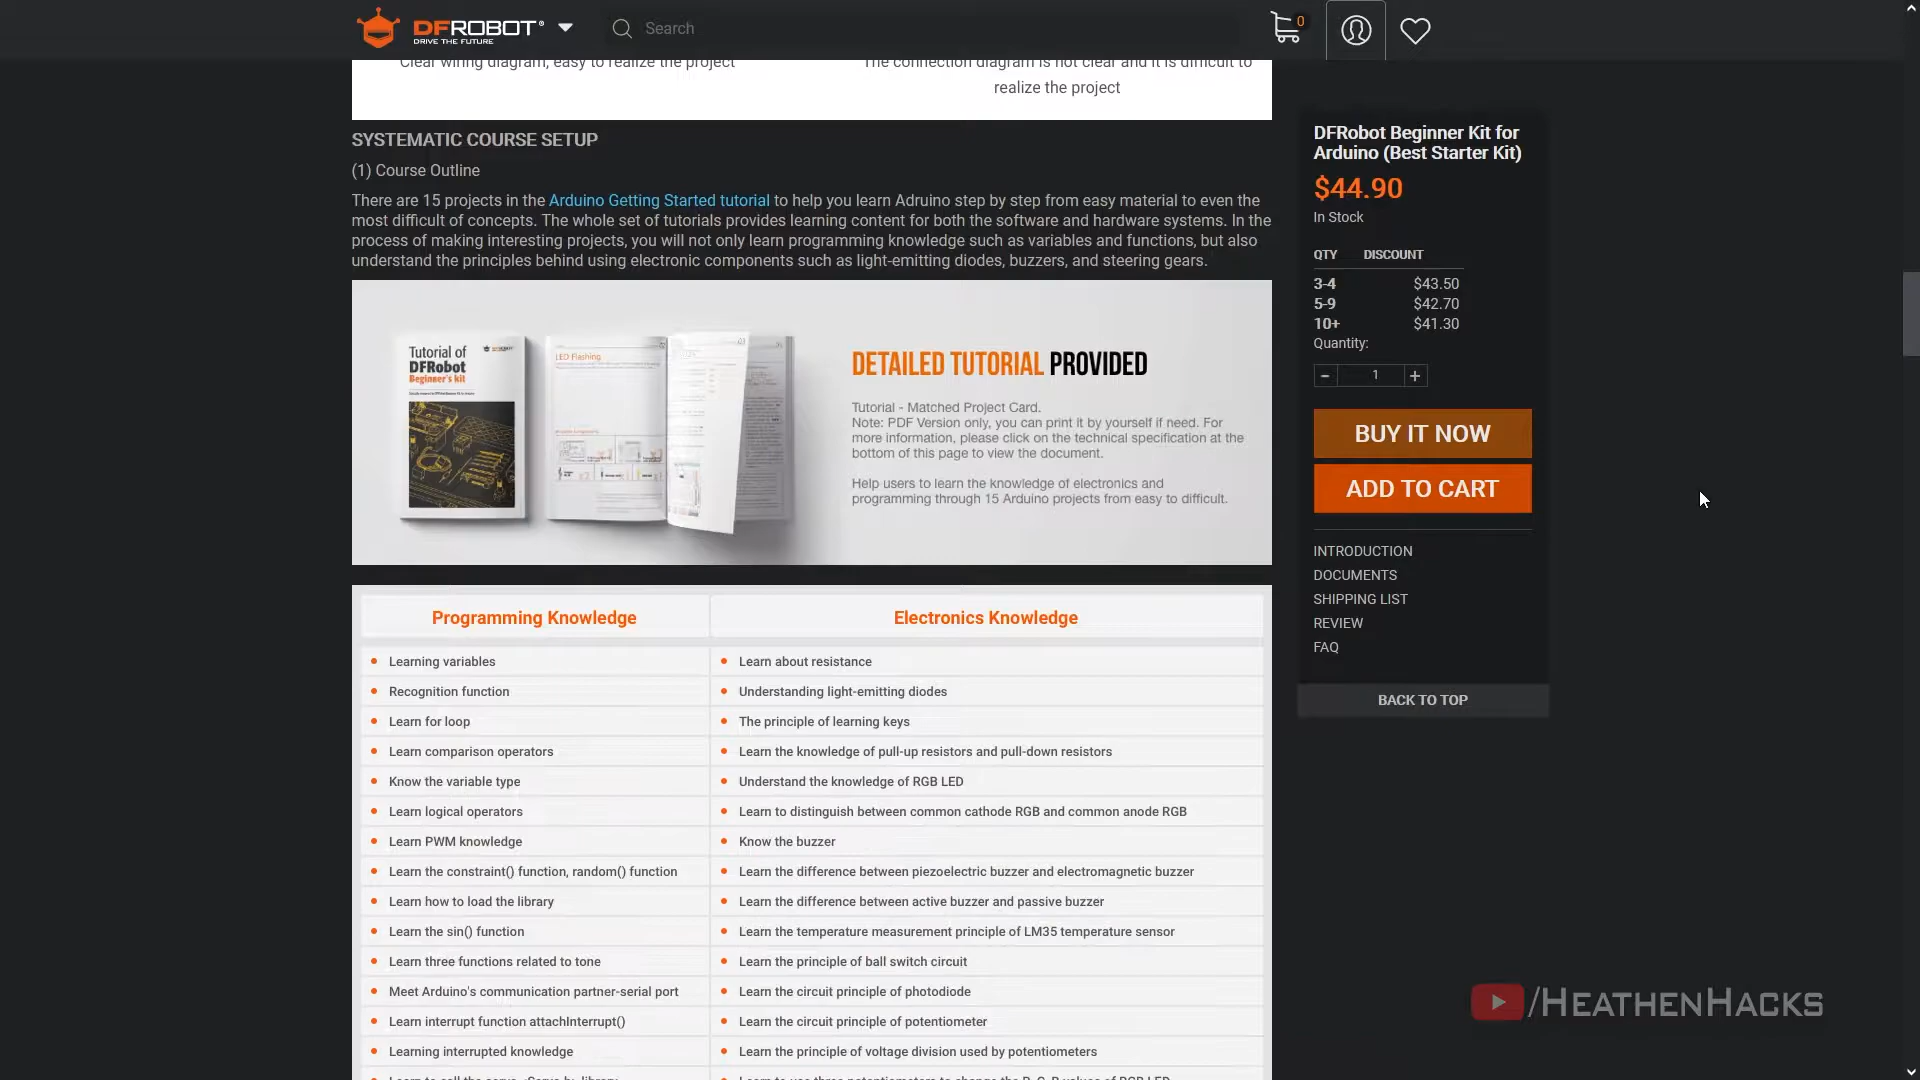 DFROBOT
DRIVE THE FUTURE
Search
0
Clear wiring diagram, easy to realize the project
The connection diagram is not clear and it is difficult to
realize the project
SYSTEMATIC COURSE SETUP
(1) Course Outline
There are 15 projects in the Arduino Getting Started tutorial to help you learn Adruino step by step from easy material to even the
most difficult of concepts. The whole set of tutorials provides learning content for both the software and hardware systems. In the
process of making interesting projects, you will not only learn programming knowledge such as variables and functions, but also
understand the principles behind using electronic components such as light-emitting diodes, buzzers, and steering gears.
Tutorial of
DFRobot
Beginner's kit
LED Flashing
DETAILED TUTORIAL PROVIDED
Tutorial - Matched Project Card.
Note: PDF Version only, you can print it by yourself if need. For
more information, please click on the technical specification at the
bottom of this page to view the document.
Help users to learn the knowledge of electronics and
programming through 15 Arduino projects from easy to difficult.
Programming Knowledge
Electronics Knowledge
Learning variables
Learn about resistance
Recognition function
Understanding light-emitting diodes
Learn for loop
The principle of learning keys
Learn comparison operators
Learn the knowledge of pull-up resistors and pull-down resistors
Know the variable type
Understand the knowledge of RGB LED
Learn logical operators
Learn to distinguish between common cathode RGB and common anode RGB
Learn PWM knowledge
Know the buzzer
Learn the constraint() function, random() function
Learn the difference between piezoelectric buzzer and electromagnetic buzzer
Learn how to load the library
Learn the difference between active buzzer and passive buzzer
Learn the sin() function
Learn the temperature measurement principle of LM35 temperature sensor
Learn three functions related to tone
Learn the principle of ball switch circuit
Meet Arduino's communication partner-serial port
Learn the circuit principle of photodiode
Learn interrupt function attachInterrupt()
Learn the circuit principle of potentiometer
Learning interrupted knowledge
Learn the principle of voltage division used by potentiometers
DFRobot Beginner Kit for
Arduino (Best Starter Kit)
$44.90
In Stock
QTY DISCOUNT
3-4 $43.50
5-9 $42.70
10+ $41.30
Quantity:
- 1 +
BUY IT NOW
ADD TO CART
INTRODUCTION
DOCUMENTS
SHIPPING LIST
REVIEW
FAQ
BACK TO TOP
/HEATHENHACKS